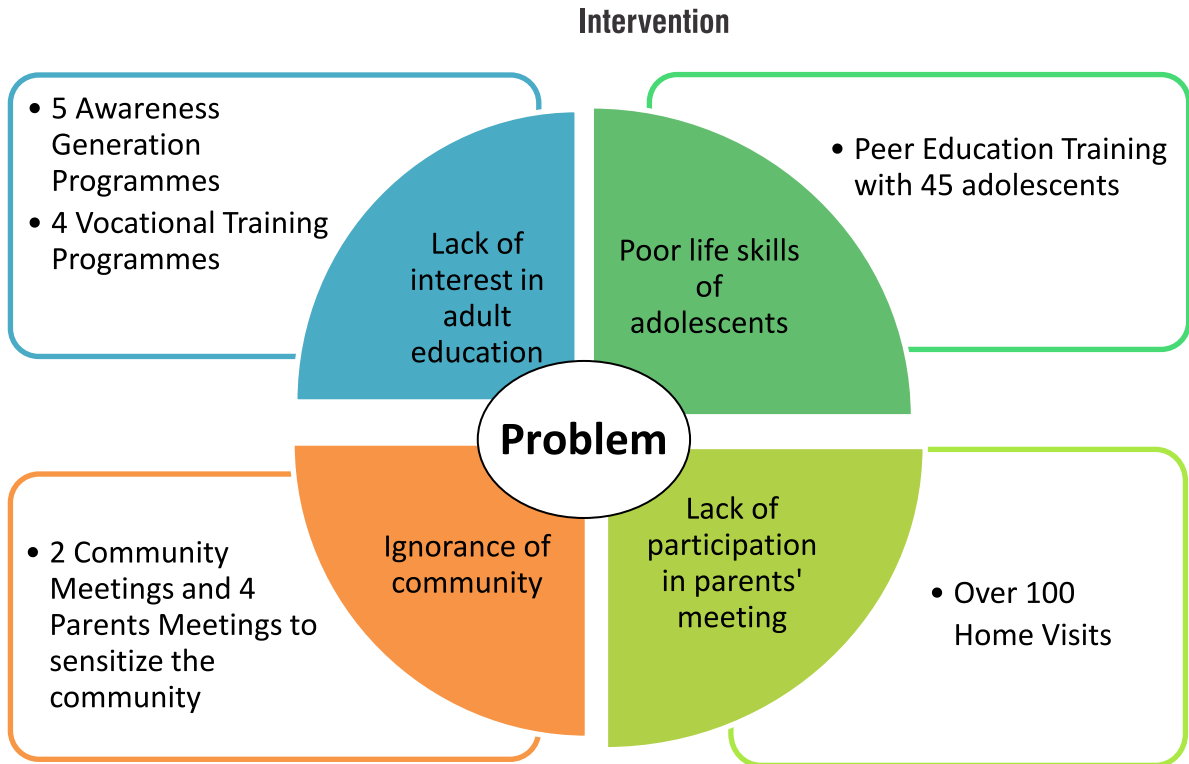 Intervention
• 5 Awareness
Generation
Programmes
• 4 Vocational Training
Programmes
Lack of
interest in
adult
education
Poor life skills
of
adolescents
• Peer Education Training
with 45 adolescents
Problem
• 2 Community
Meetings and 4
Parents Meetings to
sensitize the
community
Ignorance of
community
Lack of
participation
in parents'
meeting
• Over 100
Home Visits